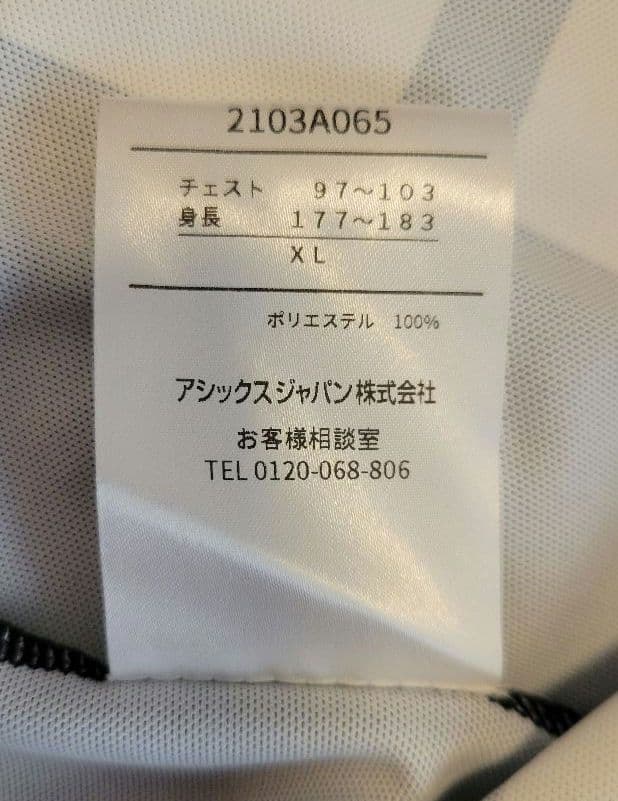 2103A065
チェスト 97～103
身長 177～183
XL
ポリエステル 100%
アシックスジャパン株式会社
お客様相談室
TEL 0120-068-806